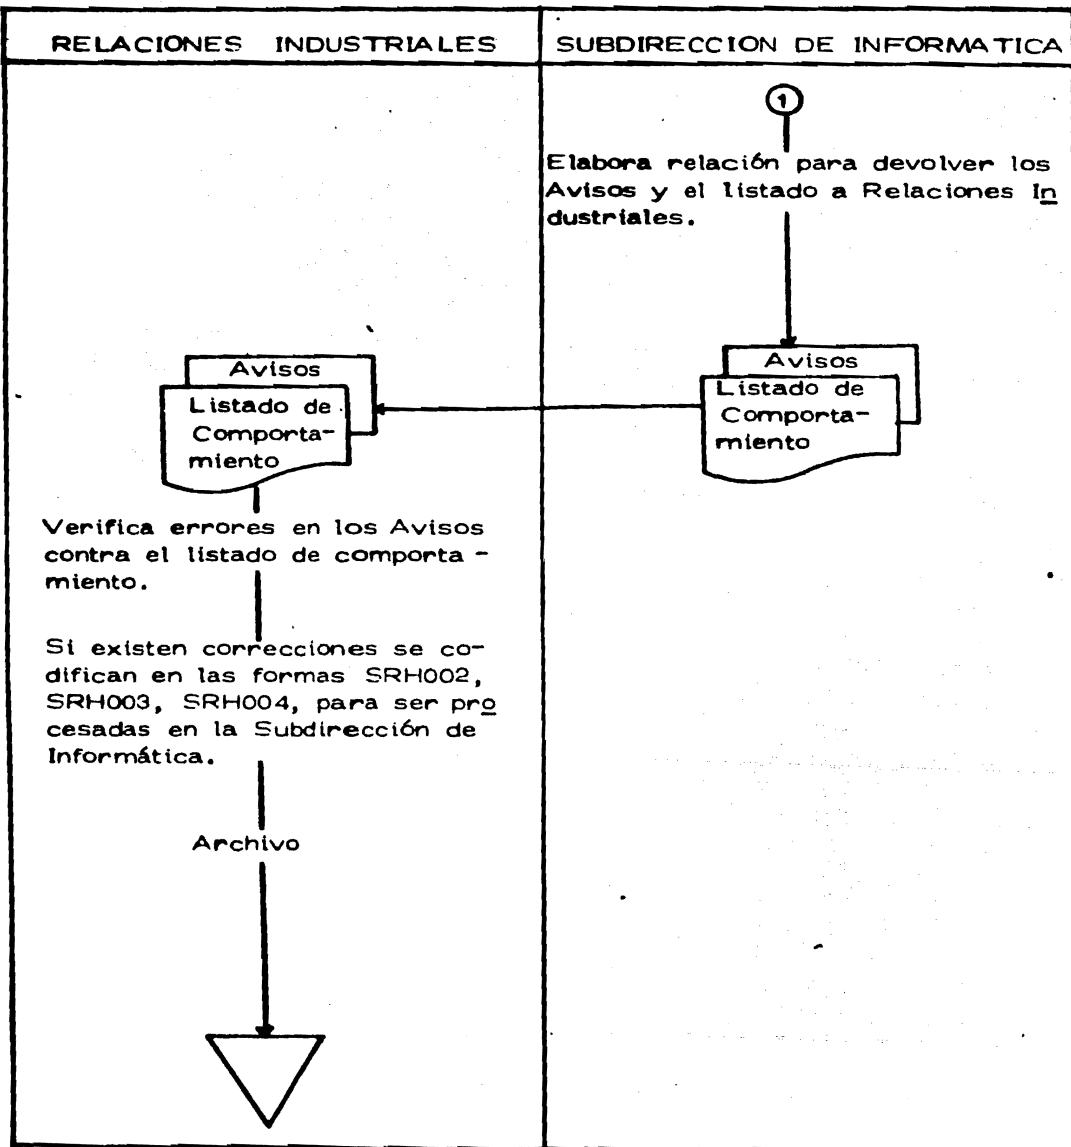 RELACIONES INDUSTRIALES
SUBDIRECCION DE INFORMATICA
1
Elabora relación para devolver los
Avisos y el listado a Relaciones In
dustriales.
Avisos
Listado de
Comporta-
miento
Avisos
Listado de
Comporta-
miento
Verifica errores en los Avisos
contra el listado de comporta-
miento.
Si existen correcciones se co-
difican en las formas SRH002,
SRH003, SRH004, para ser pro
cesadas en la Subdirección de
Informática.
Archivo